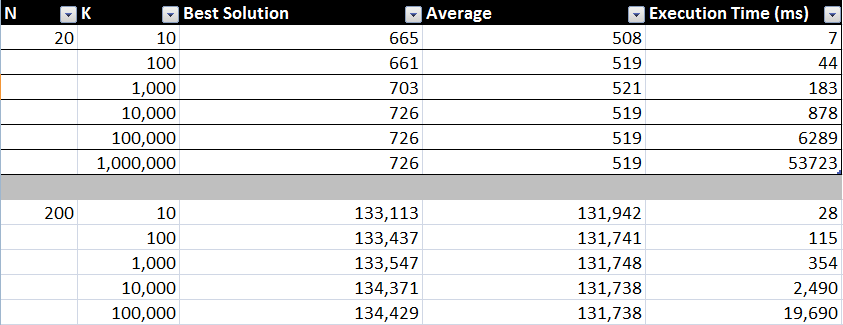 N K Best Solution Average Execution Time (ms)
20 10 665 508 7
100 661 519 44
1,000 703 521 183
10,000 726 519 878
100,000 726 519 6289
1,000,000 726 519 53723
200 10 133,113 131,942 28
100 133,437 131,741 115
1,000 133,547 131,748 354
10,000 134,371 131,738 2,490
100,000 134,429 131,738 19,690